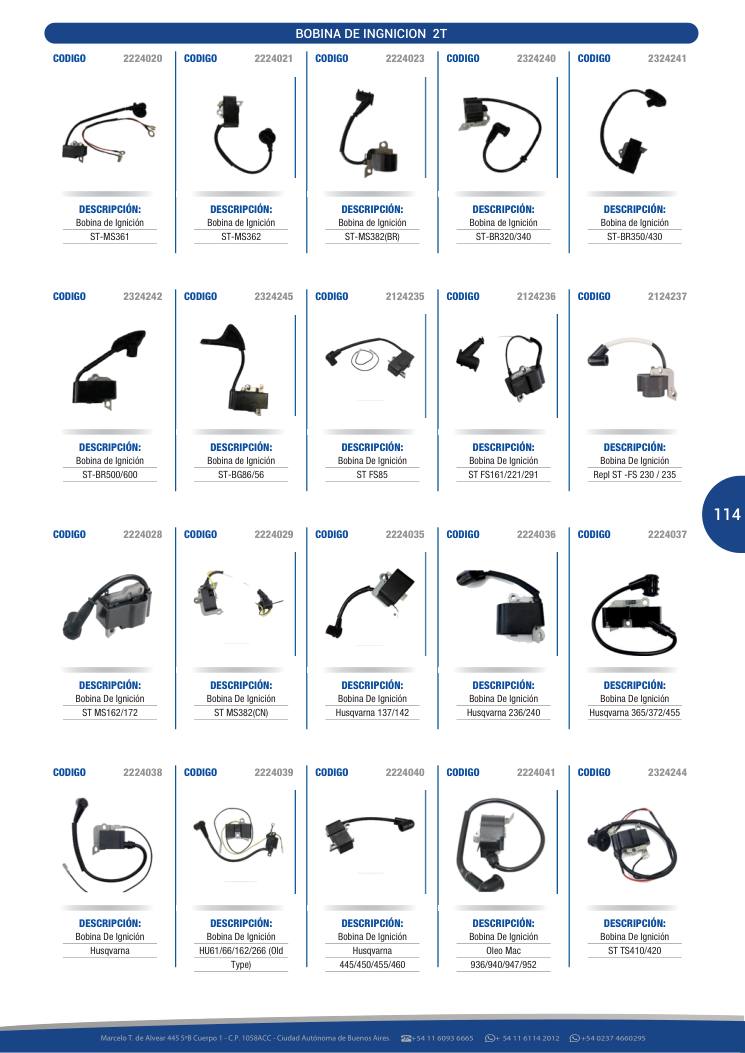 BOBINA DE INGNICION 2T
CODIGO 2224020
DESCRIPCIÓN:
Bobina de Ignición
ST-MS361
CODIGO 2224021
DESCRIPCIÓN:
Bobina de Ignición
ST-MS362
CODIGO 2224023
DESCRIPCIÓN:
Bobina de Ignición
ST-MS382(BR)
CODIGO 2324240
DESCRIPCIÓN:
Bobina de Ignición
ST-BR320/340
CODIGO 2324241
DESCRIPCIÓN:
Bobina de Ignición
ST-BR350/430
CODIGO 2324242
DESCRIPCIÓN:
Bobina de Ignición
ST-BR500/600
CODIGO 2324245
DESCRIPCIÓN:
Bobina de Ignición
ST-BG86/56
CODIGO 2124235
DESCRIPCIÓN:
Bobina De Ignición
ST FS85
CODIGO 2124236
DESCRIPCIÓN:
Bobina De Ignición
ST FS161/221/291
CODIGO 2124237
DESCRIPCIÓN:
Bobina De Ignición
Repl ST -FS 230 / 235
114
CODIGO 2224028
DESCRIPCIÓN:
Bobina De Ignición
ST MS162/172
CODIGO 2224029
DESCRIPCIÓN:
Bobina De Ignición
ST MS382(CN)
CODIGO 2224035
DESCRIPCIÓN:
Bobina De Ignición
Husqvarna 137/142
CODIGO 2224036
DESCRIPCIÓN:
Bobina De Ignición
Husqvarna 236/240
CODIGO 2224037
DESCRIPCIÓN:
Bobina De Ignición
Husqvarna 365/372/455
CODIGO 2224038
DESCRIPCIÓN:
Bobina De Ignición
Husqvarna
CODIGO 2224039
DESCRIPCIÓN:
Bobina De Ignición
HU61/66/162/266 (Old
Type)
CODIGO 2224040
DESCRIPCIÓN:
Bobina De Ignición
Husqvarna
445/450/455/460
CODIGO 2224041
DESCRIPCIÓN:
Bobina De Ignición
Oleo Mac
936/940/947/952
CODIGO 2324244
DESCRIPCIÓN:
Bobina De Ignición
ST TS410/420
Marcelo T. de Alvear 445 5ºB Cuerpo 1 - C.P. 1058ACC - Ciudad Autónoma de Buenos Aires +54 11 6093 6665 + 54 11 6114 2012 +54 0237 4660295